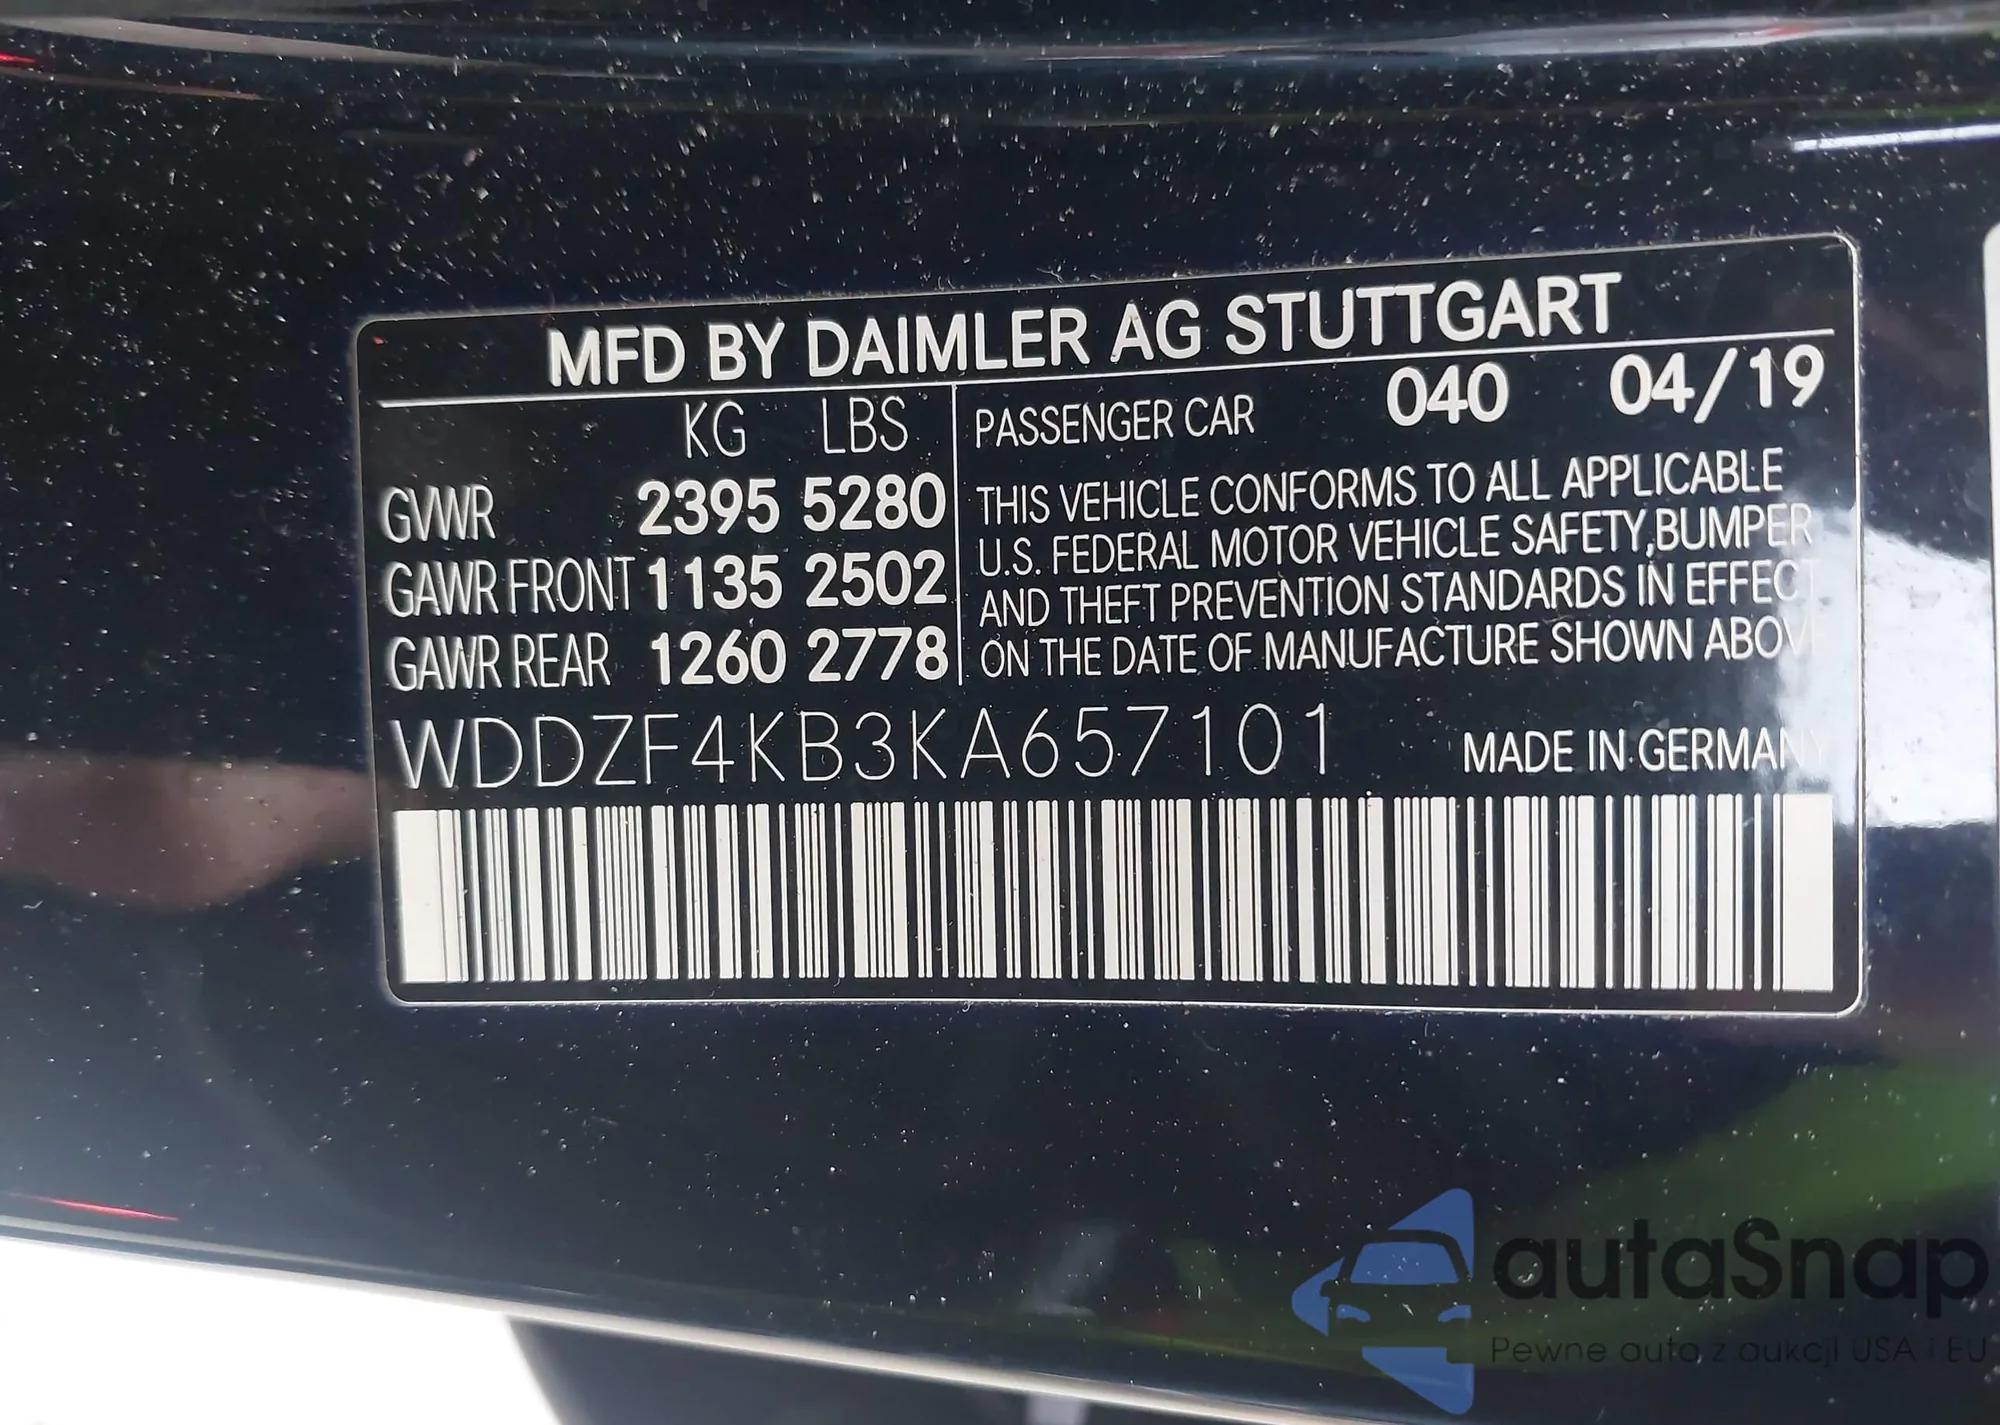 MFD BY DAIMLER AG STUTTGART
KG LBS
GVWR 2395 5280
GAWR FRONT 1135 2502
GAWR REAR 1260 2778
PASSENGER CAR 040 04/19
THIS VEHICLE CONFORMS TO ALL APPLICABLE
U.S. FEDERAL MOTOR VEHICLE SAFETY,BUMPER
AND THEFT PREVENTION STANDARDS IN EFFECT
ON THE DATE OF MANUFACTURE SHOWN ABOVE
WDDZF4KB3KA657101 MADE IN GERMANY
autaSnap
Pewne auta z aukcji USA i EU